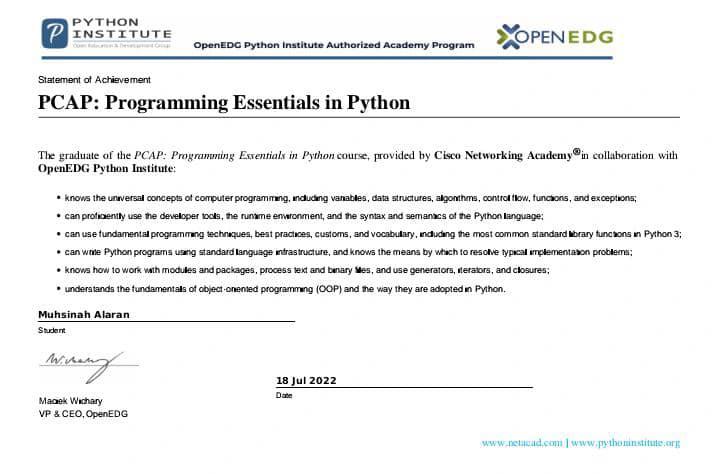 PYTHON
INSTITUTE
Open Education & Development Group
OpenEDG Python Institute Authorized Academy Program
OPENEDG
Statement of Achievement
PCAP: Programming Essentials in Python
The graduate of the PCAP: Programming Essentials in Python course, provided by Cisco Networking Academy® in collaboration with
OpenEDG Python Institute:
• knows the universal concepts of computer programming, including variables, data structures, algorithms, control flow, functions, and exceptions;
• can proficiently use the developer tools, the runtime environment, and the syntax and semantics of the Python language;
• can use fundamental programming techniques, best practices, customs, and vocabulary, including the most common standard library functions in Python 3;
• can write Python programs using standard language infrastructure, and knows the means by which to resolve typical implementation problems;
• knows how to work with modules and packages, process text and binary files, and use generators, iterators, and closures;
• understands the fundamentals of object-oriented programming (OOP) and the way they are adopted in Python.
Muhsinah Alaran
Student
W.chary
18 Jul 2022
Date
Maciek Wichary
VP & CEO, OpenEDG
www.netacad.com | www.pythoninstitute.org